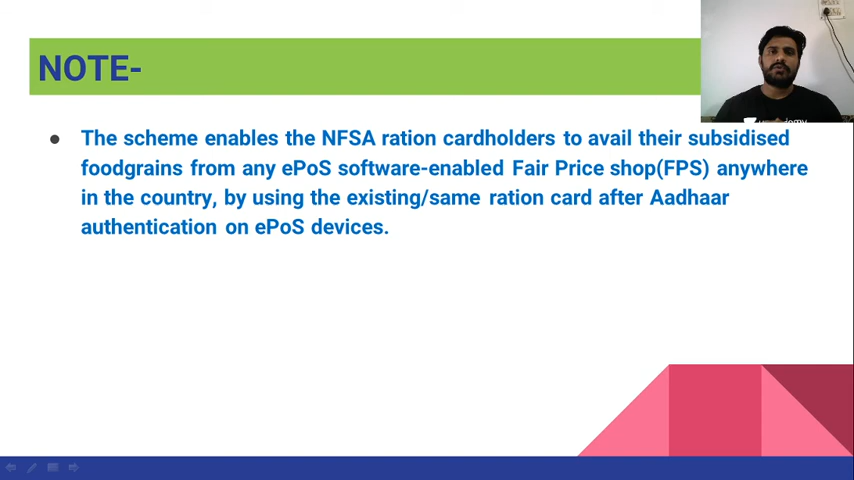 NOTE-
● The scheme enables the NFSA ration cardholders to avail their subsidised
foodgrains from any ePoS software-enabled Fair Price shop(FPS) anywhere
in the country, by using the existing/same ration card after Aadhaar
authentication on ePoS devices.